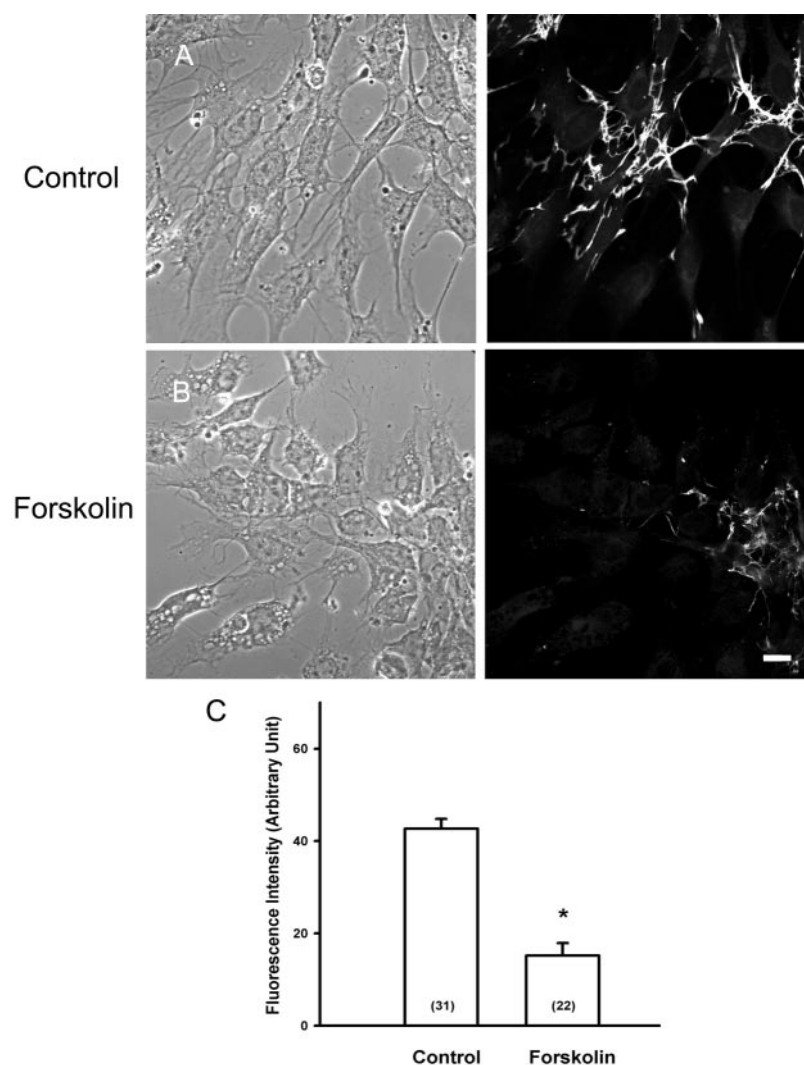 A
Control
B
Forskolin
C
Fluorescence Intensity (Arbitrary Unit)
60
40
20
0
*
(31)
(22)
Control
Forskolin